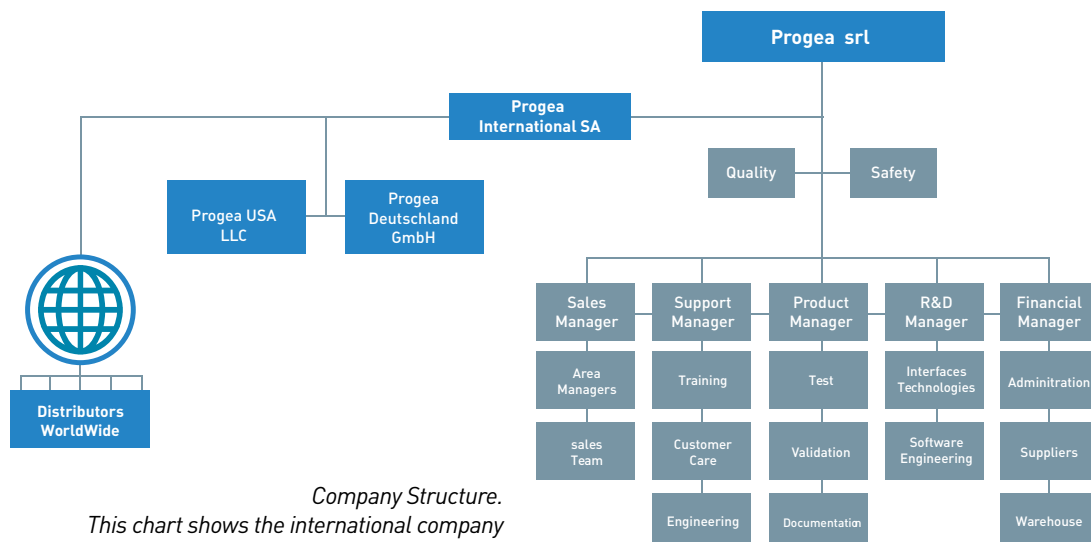 Progea srl
Progea
International SA
Quality
Safety
Progea USA
LLC
Progea
Deutschland
GmbH
Sales
Manager
Support
Manager
Product
Manager
R&D
Manager
Financial
Manager
Area
Managers
Training
Test
Interfaces
Technologies
Adminitration
Distributors
WorldWide
sales
Team
Customer
Care
Validation
Software
Engineering
Suppliers
Engineering
Documentation
Warehouse
Company Structure.
This chart shows the international company